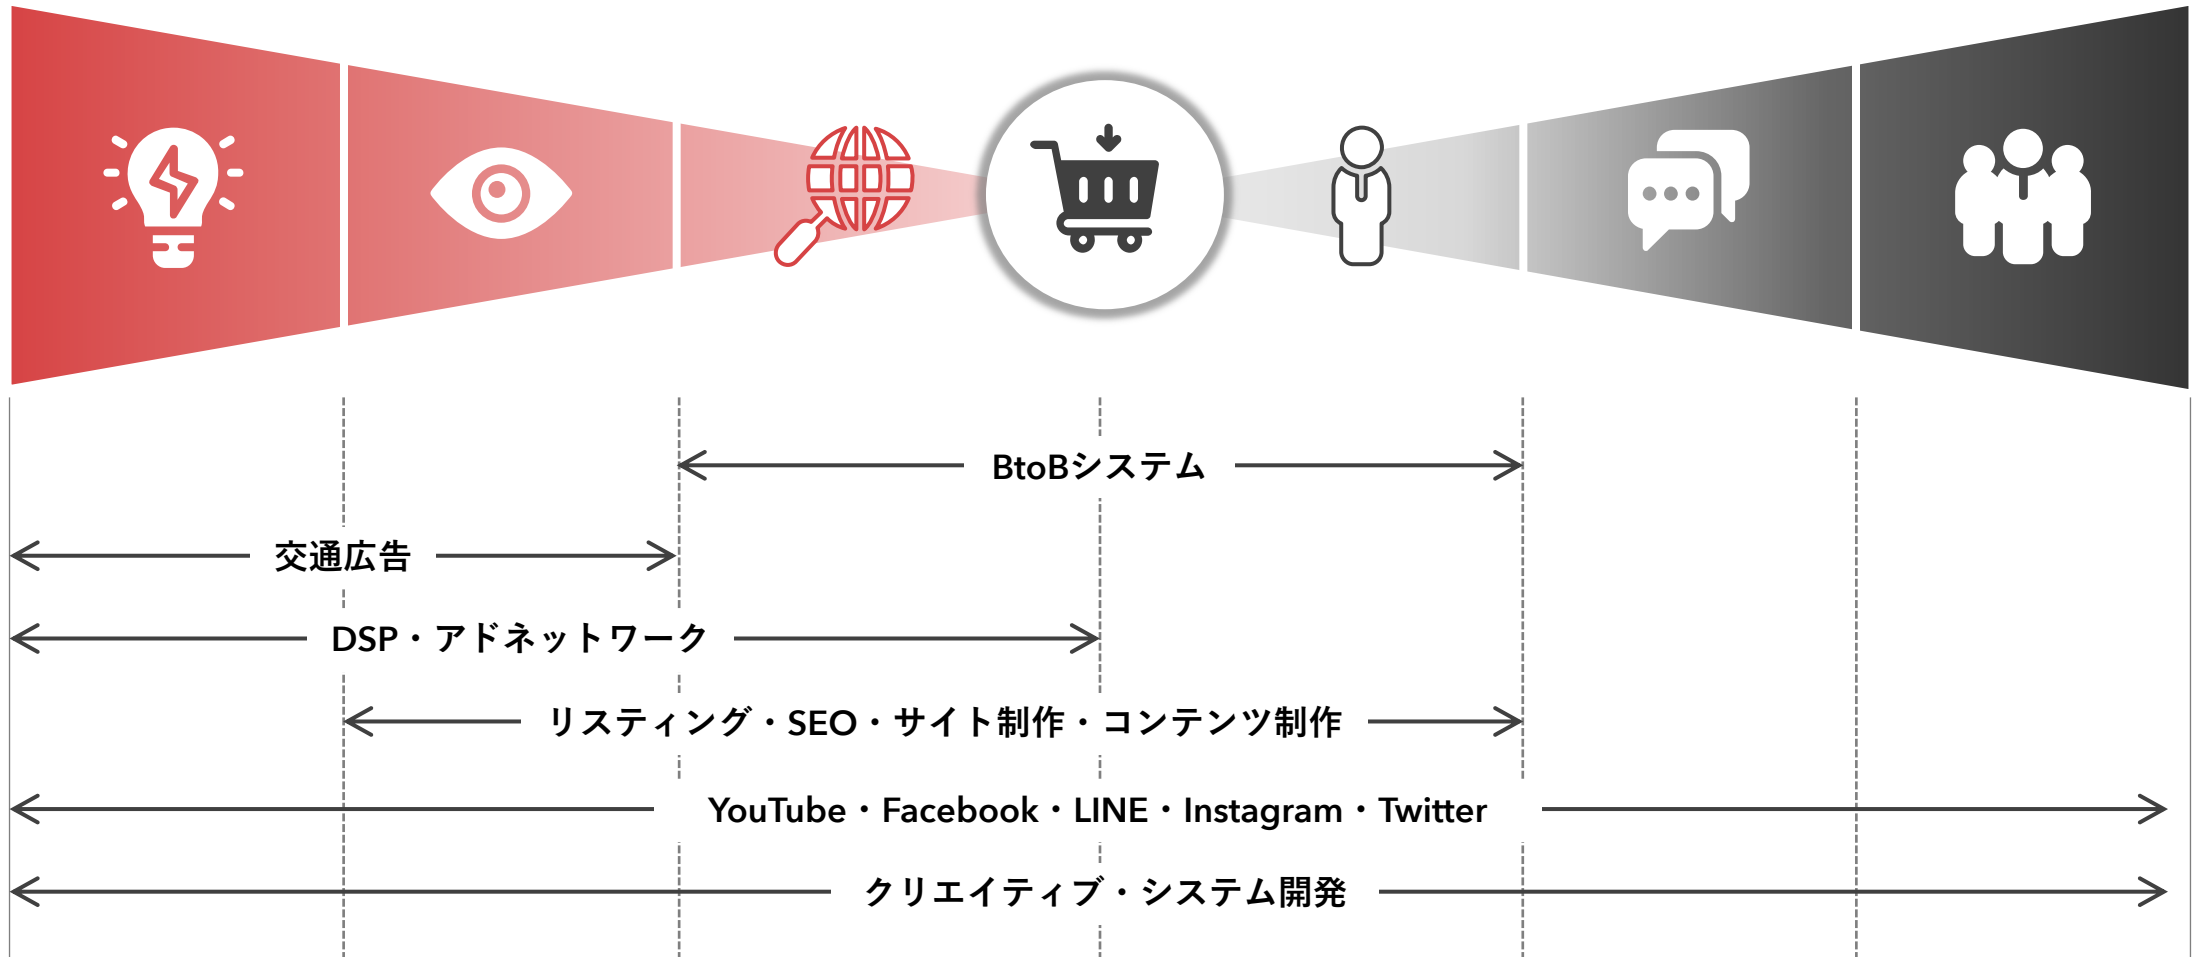 BtoBシステム
交通広告
DSP・アドネットワーク
リスティング・SEO・サイト制作・コンテンツ制作
YouTube・Facebook・LINE・Instagram・Twitter
クリエイティブ・システム開発